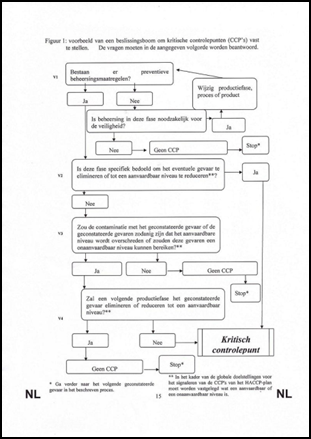 Figuur 1: voorbeeld van een beslissingsboom om kritische controlepunten (CCP's) vast
te stellen. De vragen moeten in de aangegeven volgorde worden beantwoord.
V1
Bestaan er preventieve
beheersingsmaatregelen?
Wijzig productiefase,
proces of product
Ja
Nee
Is beheersing in deze fase noodzakelijk voor
de veiligheid?
Ja
Nee
Geen CCP
Stop*
V2
Is deze fase specifiek bedoeld om het eventuele gevaar te
elimineren of tot een aanvaardbaar niveau te reduceren**?
Ja
Nee
V3
Zou de contaminatie met het geconstateerde gevaar of de
geconstateerde gevaren zodanig zijn dat het aanvaardbare
niveau wordt overschreden of zouden deze gevaren een
onaanvaardbaar niveau kunnen bereiken?**
Ja
Nee
Geen CCP
Stop*
Zal een volgende productiefase het geconstateerde
gevaar elimineren of reduceren tot een aanvaardbaar
niveau?**
V4
Ja
Nee
Kritisch
controlepunt
Geen CCP
Stop*
* Ga verder naar het volgende geconstateerde
gevaar in het beschreven proces.
** In het kader van de globale doelstellingen voor
het signaleren van de CCP's van het HACCP-plan
moet worden vastgelegd wat een aanvaardbaar of
een onaanvaardbaar niveau is.
NL
15
NL